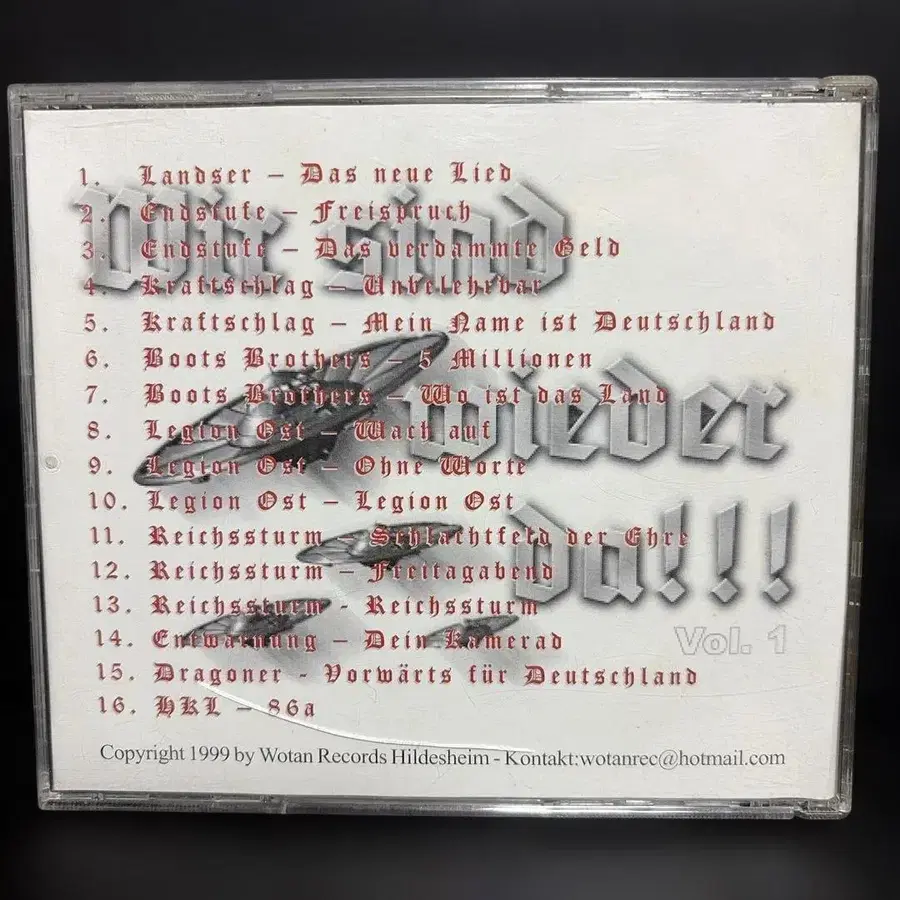 1. Landser – Das neue Lied
2. Endstufe – Freispruch
3. Endstufe – Das verdammte Geld
4. Kraftschlag – Unbelehrbar
5. Kraftschlag – Mein Name ist Deutschland
6. Boots Brothers – 5 Millionen
7. Boots Brothers – Wo ist das Land
8. Legion Ost – Wach auf
9. Legion Ost – Ohne Worte
10. Legion Ost – Legion Ost
11. Reichssturm – Schlachtfeld der Ehre
12. Reichssturm – Freitagabend
13. Reichssturm - Reichssturm
14. Entwarnung – Dein Kamerad
15. Dragoner - Vorwärts für Deutschland
16. HKL – 86a
Wir sind
wieder
da!!!
Vol. 1
Copyright 1999 by Wotan Records Hildesheim - Kontakt:wotanrec@hotmail.com